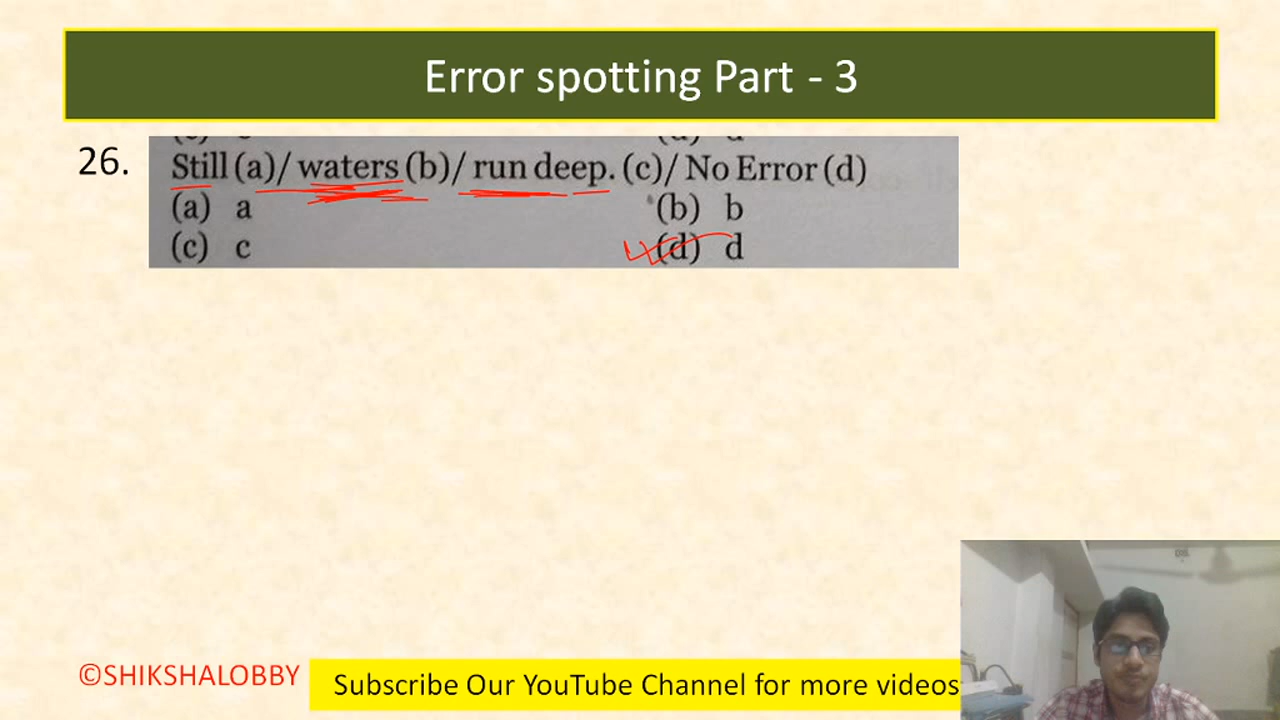 Error spotting Part - 3
26.
Still (a)/ waters (b)/ run deep. (c)/ No Error (d)
(a) a (b) b
(c) c (d) d
©SHIKSHALOBBY
Subscribe Our YouTube Channel for more videos